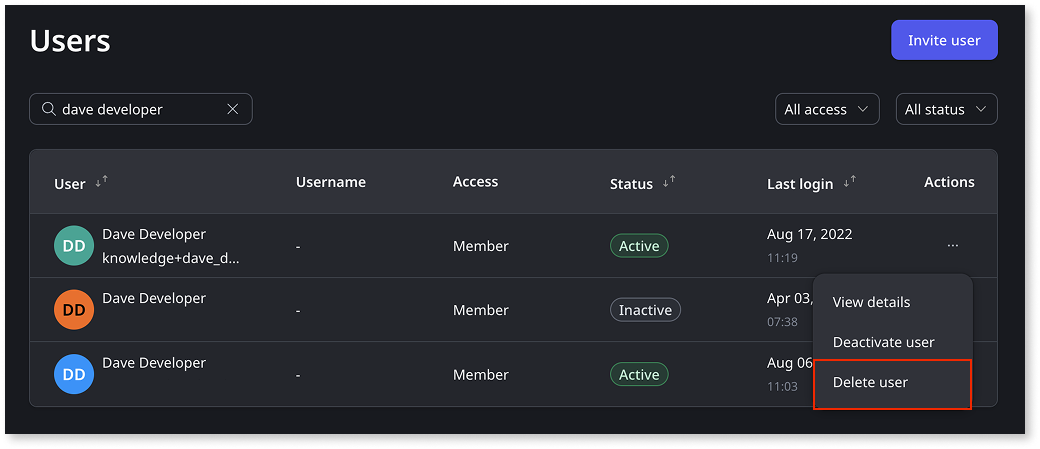 Users
Invite user
dave developer
All access
All status
User Username Access Status Last login Actions
DD Dave Developer
knowledge+dave_d...
- Member Active Aug 17, 2022
11:19
...
DD Dave Developer
- Member Inactive Apr 03,
07:38
View details
Deactivate user
DD Dave Developer
- Member Active Aug 06
11:03
Delete user